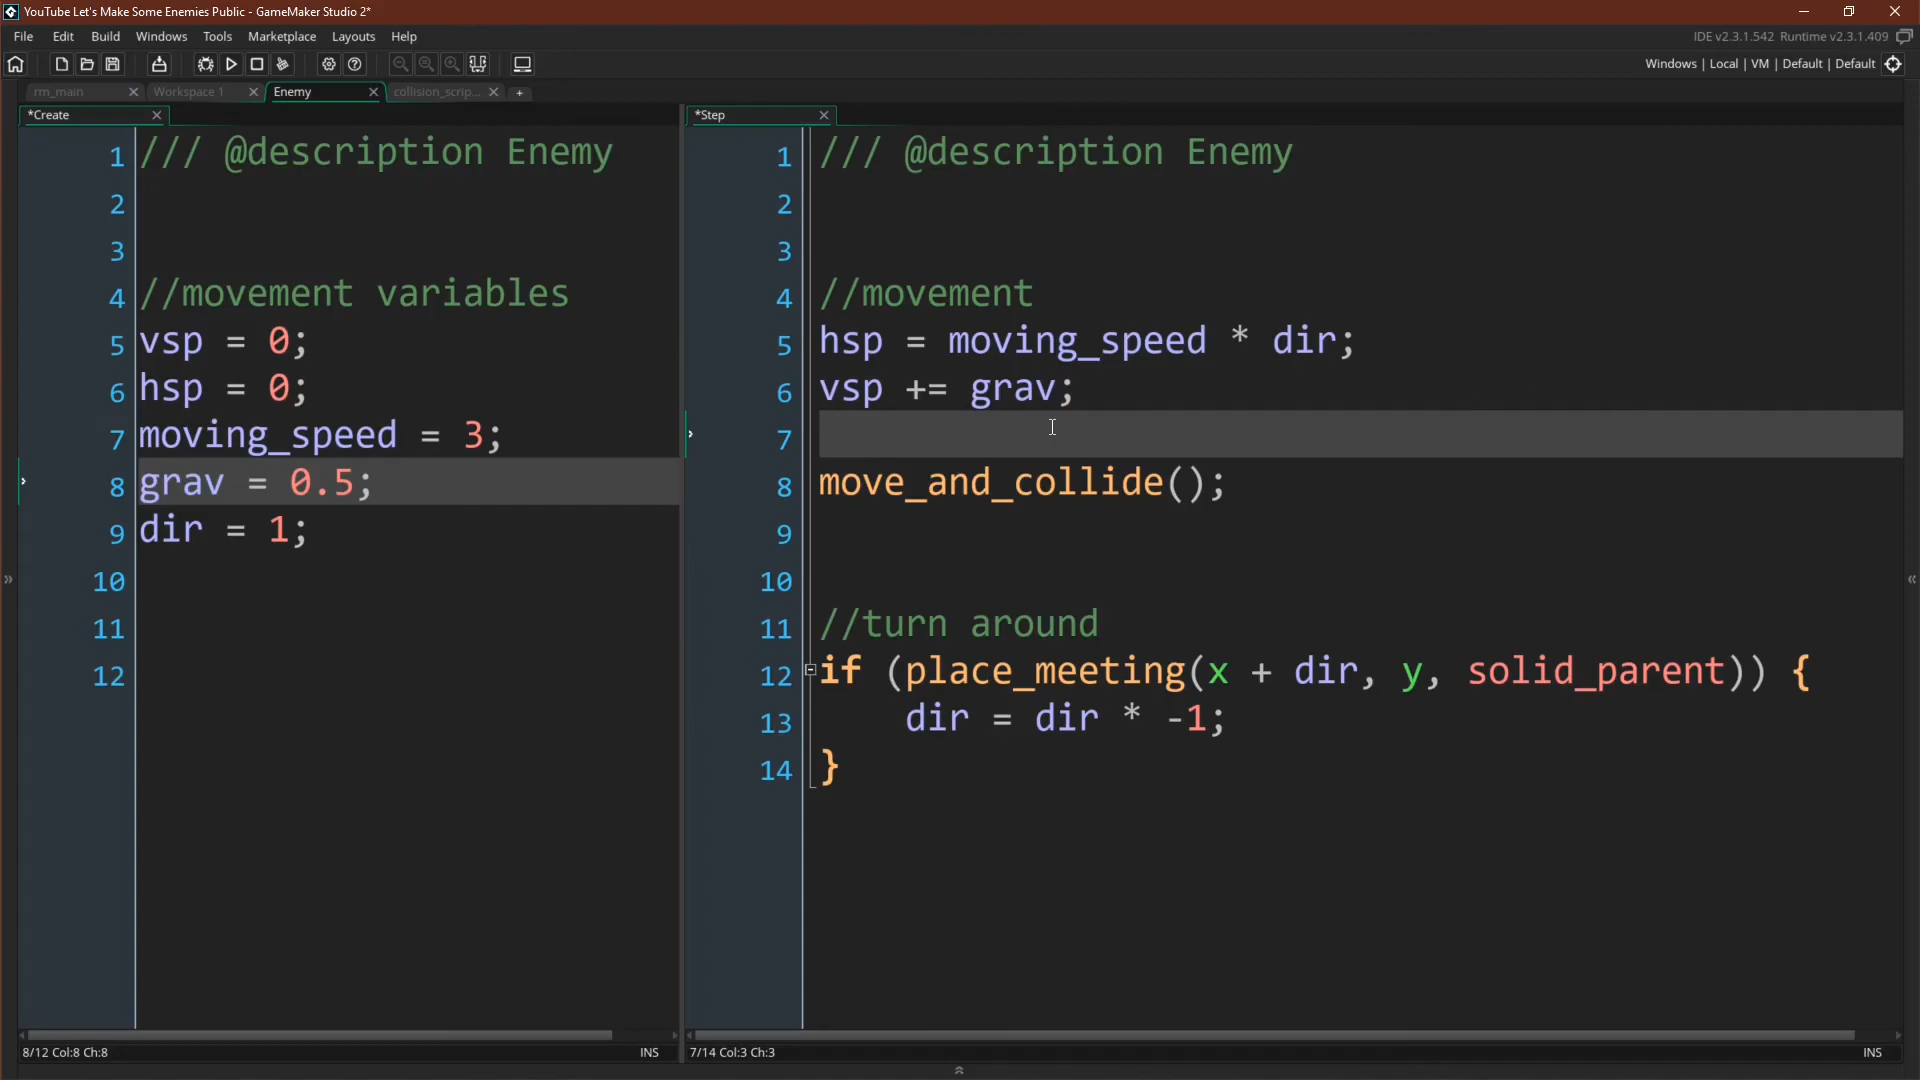 YouTube Let's Make Some Enemies Public - GameMaker Studio 2*
File Edit Build Windows Tools Marketplace Layouts Help
IDE v2.3.1.542 Runtime v2.3.1.409
Windows | Local | VM | Default | Default
rm_main Workspace 1 Enemy collision_scrip... +
*Create
1 /// @description Enemy
2
3
4 //movement variables
5 vsp = 0;
6 hsp = 0;
7 moving_speed = 3;
8 grav = 0.5;
9 dir = 1;
10
11
12
8/12 Col:8 Ch:8 INS
*Step
1 /// @description Enemy
2
3
4 //movement
5 hsp = moving_speed * dir;
6 vsp += grav;
7
8 move_and_collide();
9
10
11 //turn around
12 if (place_meeting(x + dir, y, solid_parent)) {
13 dir = dir * -1;
14 }
7/14 Col:3 Ch:3 INS